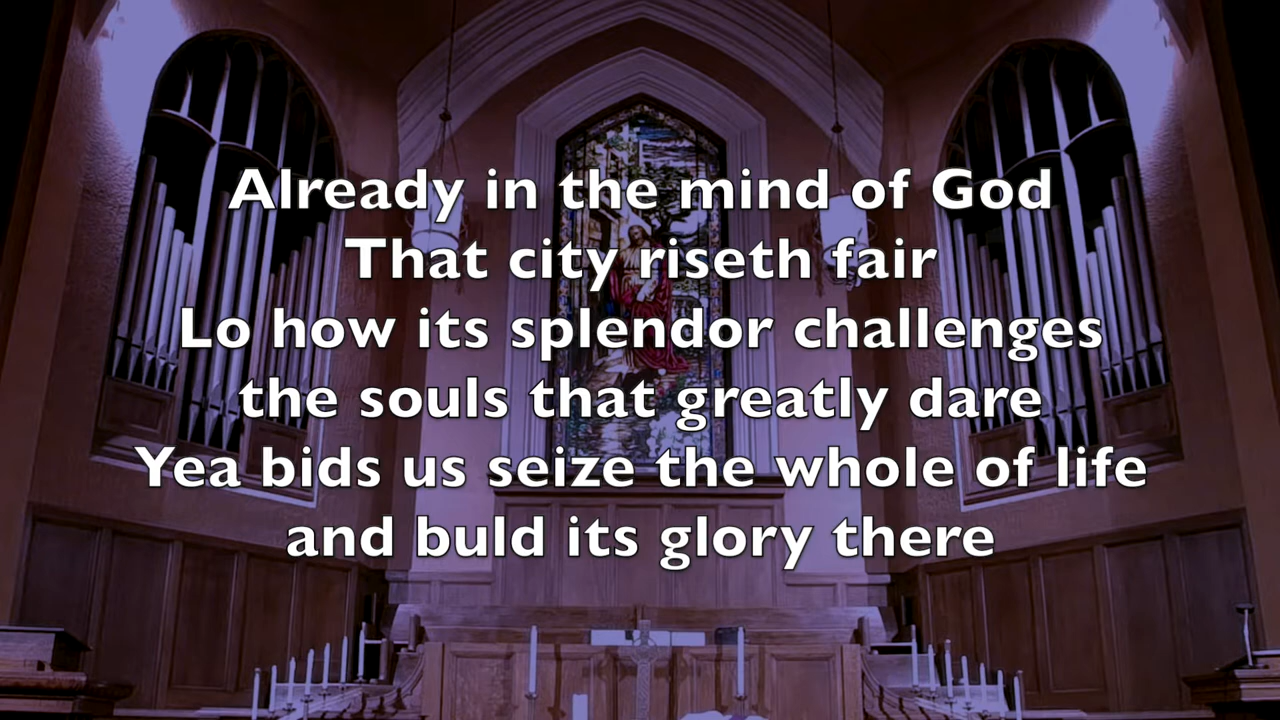 Already in the mind of God
That city riseth fair
Lo how its splendor challenges
the souls that greatly dare
Yea bids us seize the whole of life
and buld its glory there